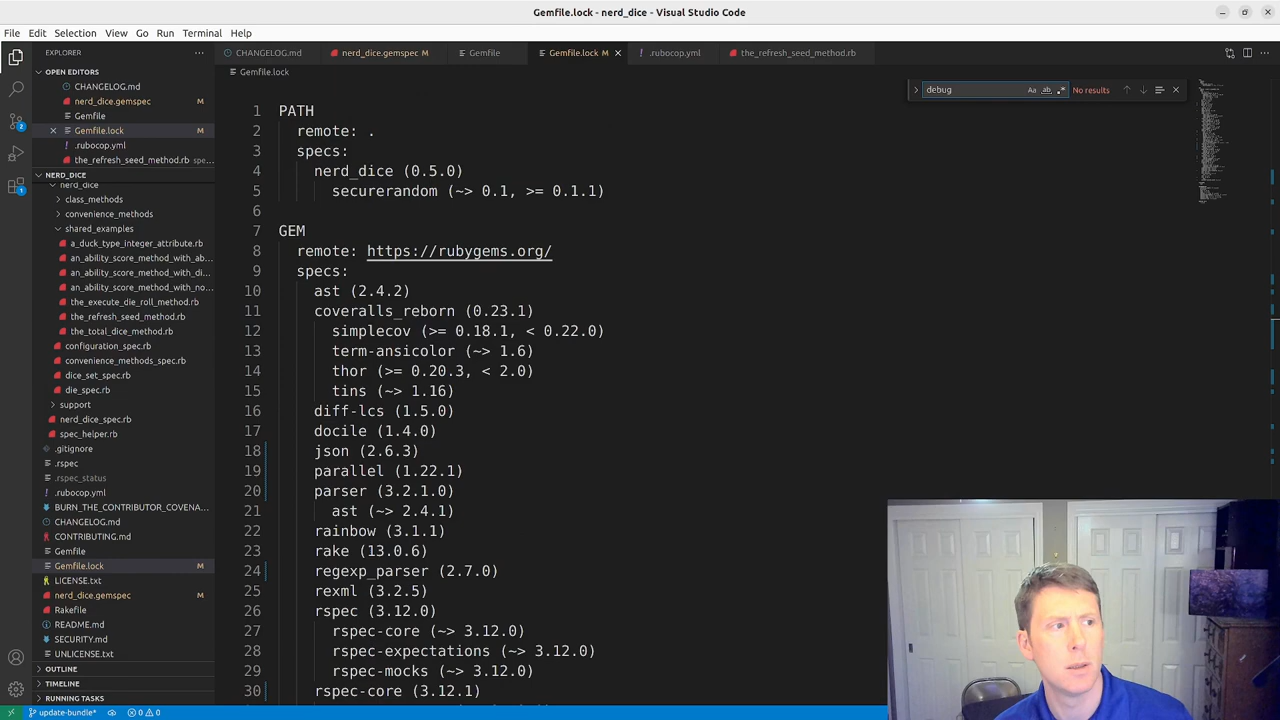 Gemfile.lock - nerd_dice - Visual Studio Code
File Edit Selection View Go Run Terminal Help
EXPLORER
CHANGELOG.md
nerd_dice.gemspec M
Gemfile
Gemfile.lock M
.rubocop.yml
the_refresh_seed_method.rb
OPEN EDITORS
CHANGELOG.md
nerd_dice.gemspec M
Gemfile
Gemfile.lock M
.rubocop.yml
the_refresh_seed_method.rb spe...
NERD_DICE
nerd_dice
class_methods
convenience_methods
shared_examples
a_duck_type_integer_attribute.rb
an_ability_score_method_with_ab...
an_ability_score_method_with_di...
an_ability_score_method_with_no...
the_execute_die_roll_method.rb
the_refresh_seed_method.rb
the_total_dice_method.rb
configuration_spec.rb
convenience_methods_spec.rb
dice_set_spec.rb
die_spec.rb
support
nerd_dice_spec.rb
spec_helper.rb
.gitignore
.rspec
.rspec_status
.rubocop.yml
BURN_THE_CONTRIBUTOR_COVENA...
CHANGELOG.md
CONTRIBUTING.md
Gemfile
Gemfile.lock M
LICENSE.txt
nerd_dice.gemspec M
Rakefile
README.md
SECURITY.md
UNLICENSE.txt
OUTLINE
TIMELINE
RUNNING TASKS
2
1
Gemfile.lock
debug Aa ab .* No results
1 PATH
2 remote: .
3 specs:
4 nerd_dice (0.5.0)
5 securerandom (~> 0.1, >= 0.1.1)
6
7 GEM
8 remote: https://rubygems.org/
9 specs:
10 ast (2.4.2)
11 coveralls_reborn (0.23.1)
12 simplecov (>= 0.18.1, < 0.22.0)
13 term-ansicolor (~> 1.6)
14 thor (>= 0.20.3, < 2.0)
15 tins (~> 1.16)
16 diff-lcs (1.5.0)
17 docile (1.4.0)
18 json (2.6.3)
19 parallel (1.22.1)
20 parser (3.2.1.0)
21 ast (~> 2.4.1)
22 rainbow (3.1.1)
23 rake (13.0.6)
24 regexp_parser (2.7.0)
25 rexml (3.2.5)
26 rspec (3.12.0)
27 rspec-core (~> 3.12.0)
28 rspec-expectations (~> 3.12.0)
29 rspec-mocks (~> 3.12.0)
30 rspec-core (3.12.1)
update-bundle* 0 0